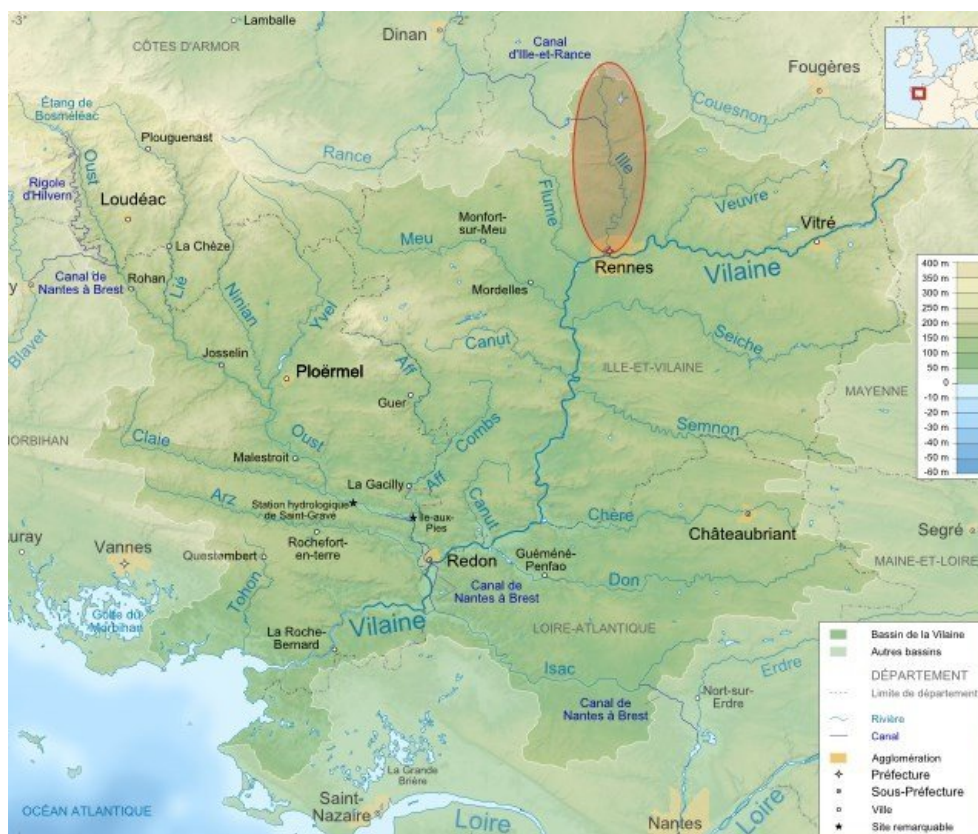 -3°
-2°
-1°
Lamballe
Dinan
CÔTES D'ARMOR
Canal
d'Ille-et-Rance
Fougères
Couesnon
Étang de
Bosméléac
Plouguenast
Rance
Ille
Oust
Rigole
d'Hilvern
Loudéac
Flume
Veuvre
Vitré
Monfort-
sur-Meu
Meu
La Chèze
Rennes
Vilaine
Canal de
Nantes à Brest
Rohan
Lié
Ninian
Yvel
Mordelles
400 m
350 m
300 m
250 m
200 m
150 m
100 m
50 m
0
-10 m
-20 m
-30 m
-40 m
-50 m
-60 m
Blavet
Josselin
Canut
Seiche
Ploërmel
Aff
ILLE-ET-VILAINE
MAYENNE
Guer
Combs
Semnon
Claie
Oust
Malestroit
La Gacilly
Aff
Arz
Station hydrologique
de Saint-Grave
Île-aux-
Pies
Canut
Chère
Châteaubriant
Segré
Vannes
Rochefort-
en-terre
Questembert
Redon
Guéméné-
Penfao
MAINE-ET-LOIRE
Don
Canal de
Nantes à Brest
Tohon
Golfe du
Morbihan
Vilaine
LOIRE-ATLANTIQUE
La Roche-
Bernard
Isac
Erdre
Nort-sur-
Erdre
Canal de
Nantes à Brest
La Grande
Brière
Saint-
Nazaire
Loire
Nantes
Loire
OCÉAN ATLANTIQUE
Bassin de la Vilaine
Autres bassins
DÉPARTEMENT
Limite de département
Rivière
Canal
Agglomération
Préfecture
Sous-Préfecture
Ville
Site remarquable